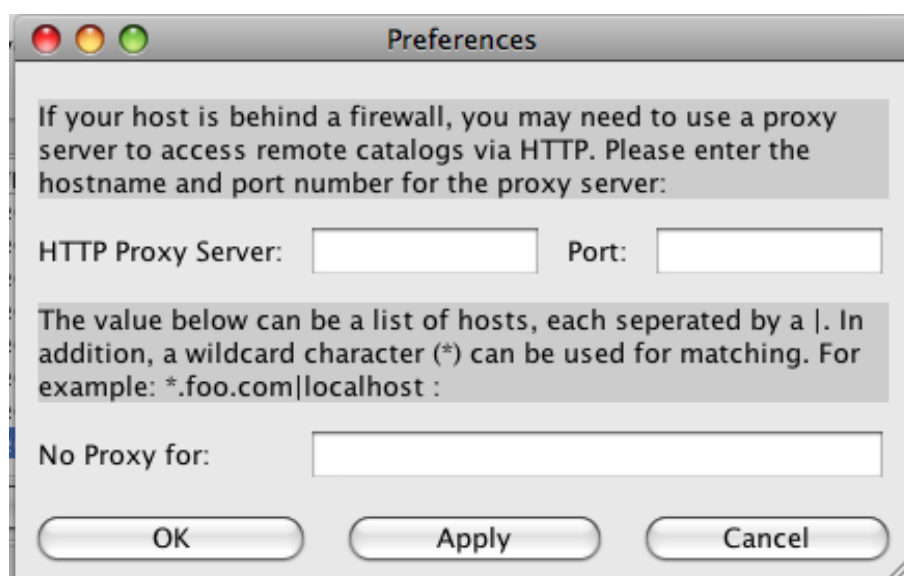 Preferences
If your host is behind a firewall, you may need to use a proxy
server to access remote catalogs via HTTP. Please enter the
hostname and port number for the proxy server:
HTTP Proxy Server: Port:
The value below can be a list of hosts, each seperated by a |. In
addition, a wildcard character (*) can be used for matching. For
example: *.foo.com|localhost :
No Proxy for:
OK Apply Cancel